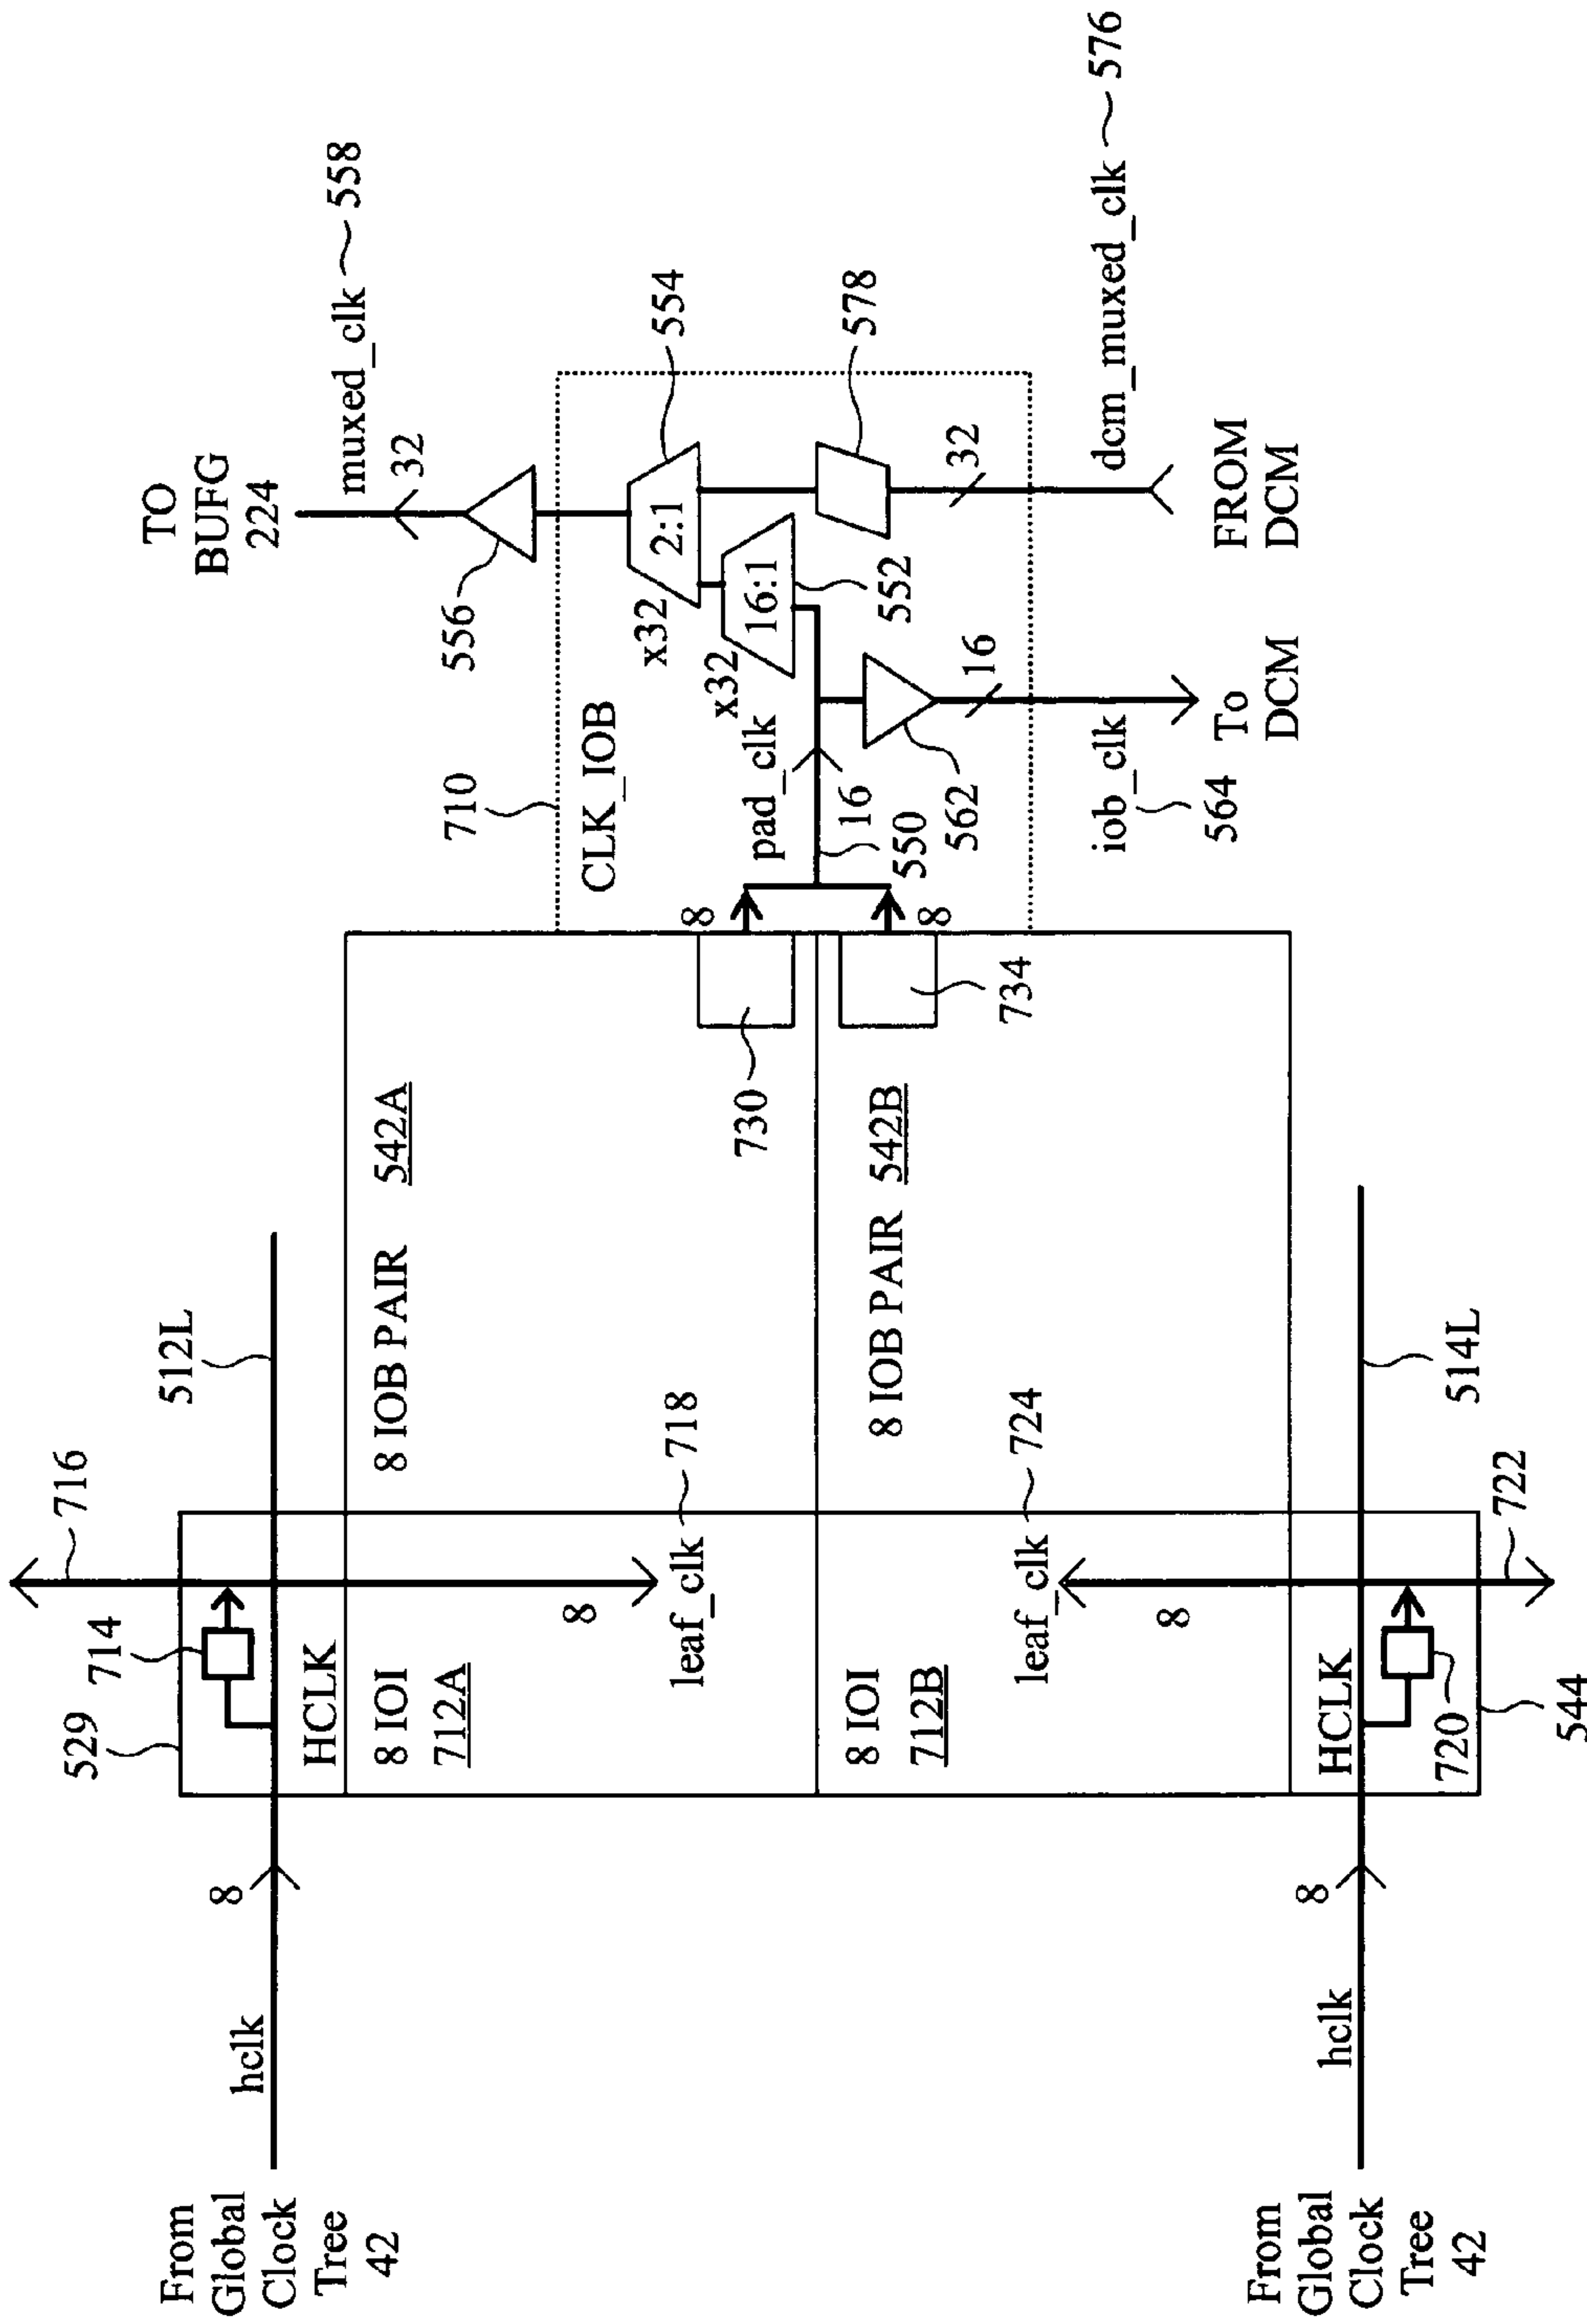 From
Global
Clock
Tree
42
hclk
8
529
714
716
HCLK
512L
8 IOI
712A
8
leaf_clk ~ 718
8 IOB PAIR 542A
730
8
8 IOI
712B
8
leaf_clk 724
8 IOB PAIR 542B
734
8
From
Global
Clock
Tree
42
hclk
8
HCLK
720
544
722
514L
710
CLK_IOB
pad_clk
16
550
562
x32
16:1
552
x32
2:1
554
578
556
TO
BUFG
224
32
muxed_clk ~ 558
16
iob_clk
564
To
DCM
32
FROM
DCM
dcm_muxed_clk ~ 576